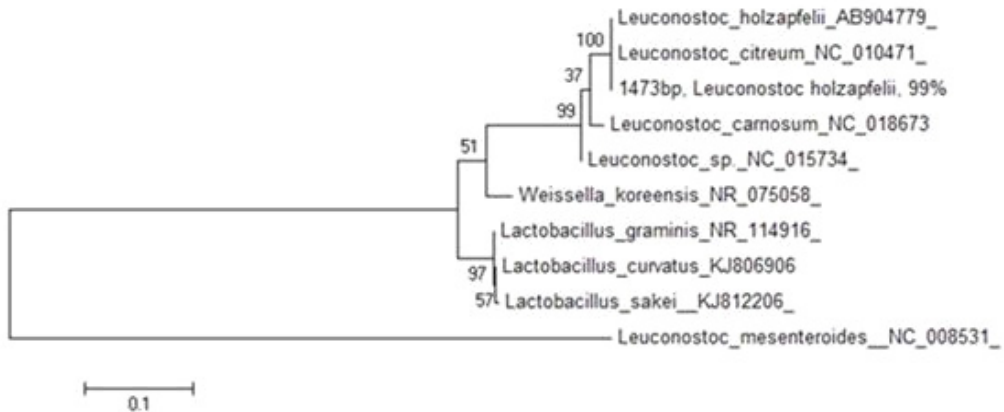 Leuconostoc_holzapfelii_AB904779_
100
Leuconostoc_citreum_NC_010471_
37
1473bp, Leuconostoc holzapfelii, 99%
99
Leuconostoc_carnosum_NC_018673
51
Leuconostoc_sp._NC_015734_
Weissella_koreensis_NR_075058_
Lactobacillus_graminis_NR_114916_
97
Lactobacillus_curvatus_KJ806906
57
Lactobacillus_sakei__KJ812206_
Leuconostoc_mesenteroides__NC_008531_
0.1